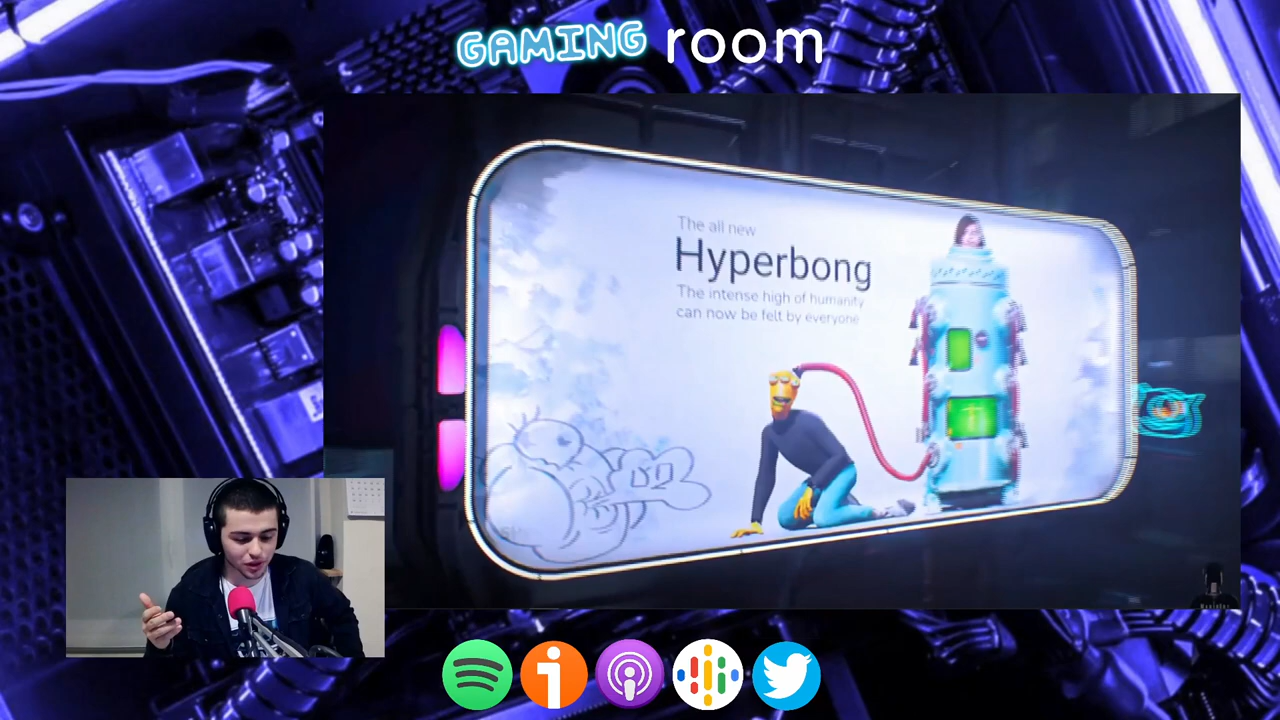 GAMING room
The all new
Hyperbong
The intense high of humanity
can now be felt by everyone